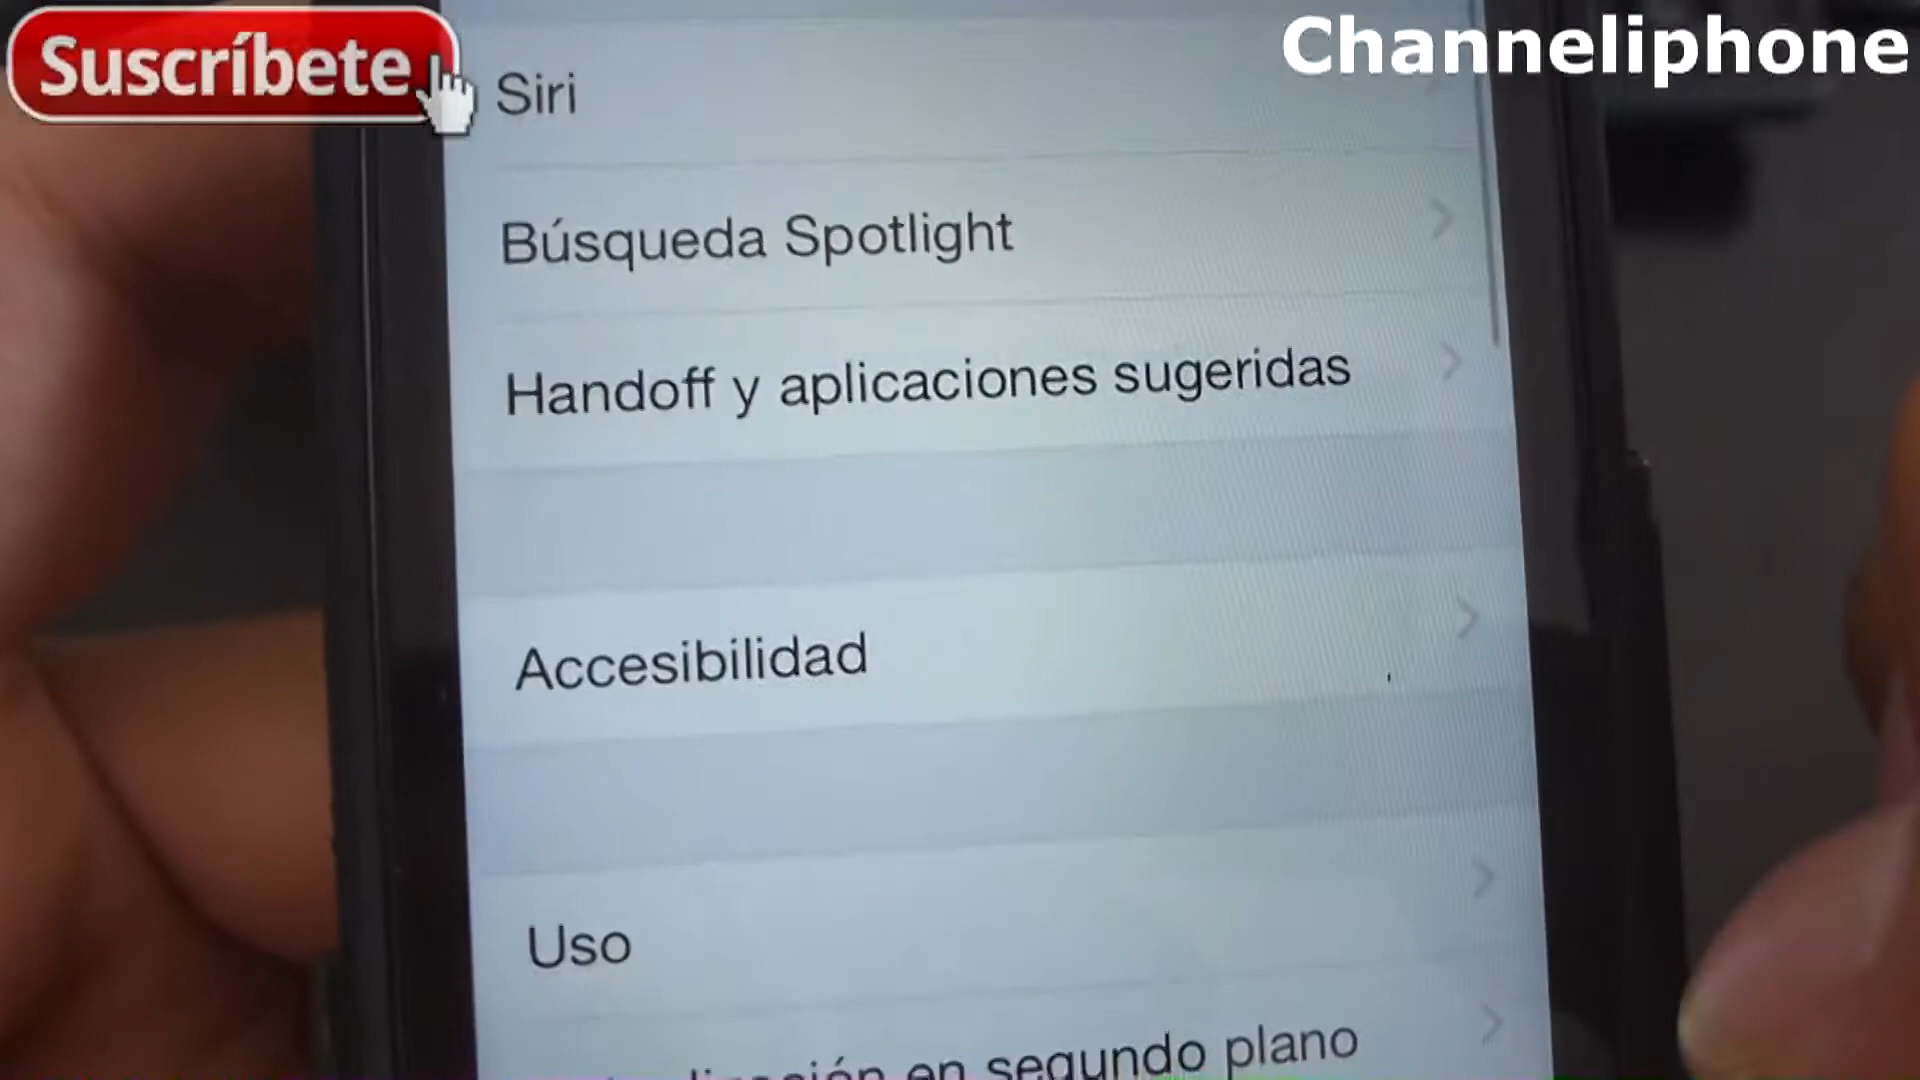 Suscríbete
Channeliphone
Siri
Búsqueda Spotlight
Handoff y aplicaciones sugeridas
Accesibilidad
Uso
en segundo plano